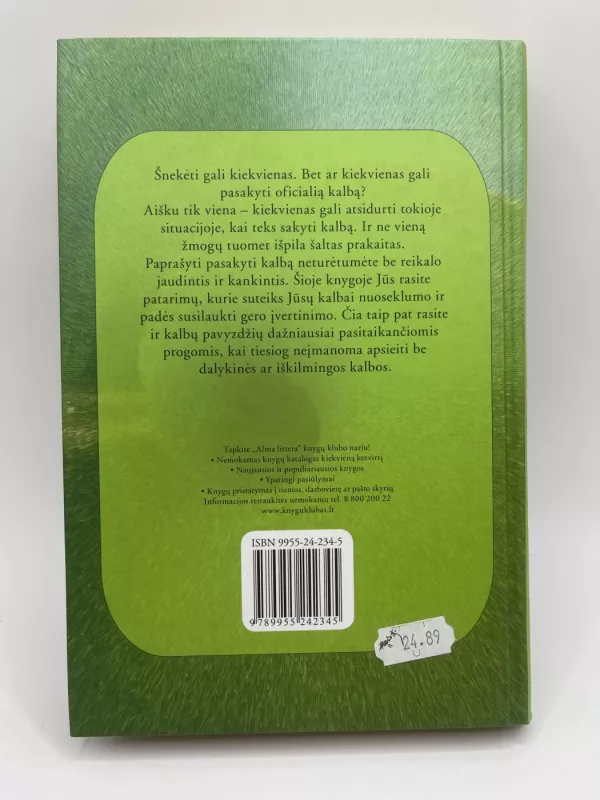 Šnekėti gali kiekvienas. Bet ar kiekvienas gali
pasakyti oficialią kalbą?
Aišku tik viena – kiekvienas gali atsidurti tokioje
situacijoje, kai teks sakyti kalbą. Ir ne vieną
žmogų tuomet išpila šaltas prakaitas.
Paprašyti pasakyti kalbą neturėtumėte be reikalo
jaudintis ir kankintis. Šioje knygoje Jūs rasite
patarimų, kurie suteiks Jūsų kalbai nuoseklumo ir
padės susilaukti gero įvertinimo. Čia taip pat rasite
ir kalbų pavyzdžių dažniausiai pasitaikančiomis
progomis, kai tiesiog neįmanoma apsieiti be
dalykinės ar iškilmingos kalbos.
Tapkite „Alma littera“ knygų klubo nariu!
• Nemokamas knygų katalogas kiekvieną ketvirtį
• Naujausios ir populiariausios knygos
• Ypatingi pasiūlymai
• Knygų pristatymas į namus, darbovietę ar pašto skyrių
Informacijos teiraukitės nemokamu tel. 8 800 200 22
www.knyguklubas.lt
ISBN 9955-24-234-5
9 789955 242345
24.89